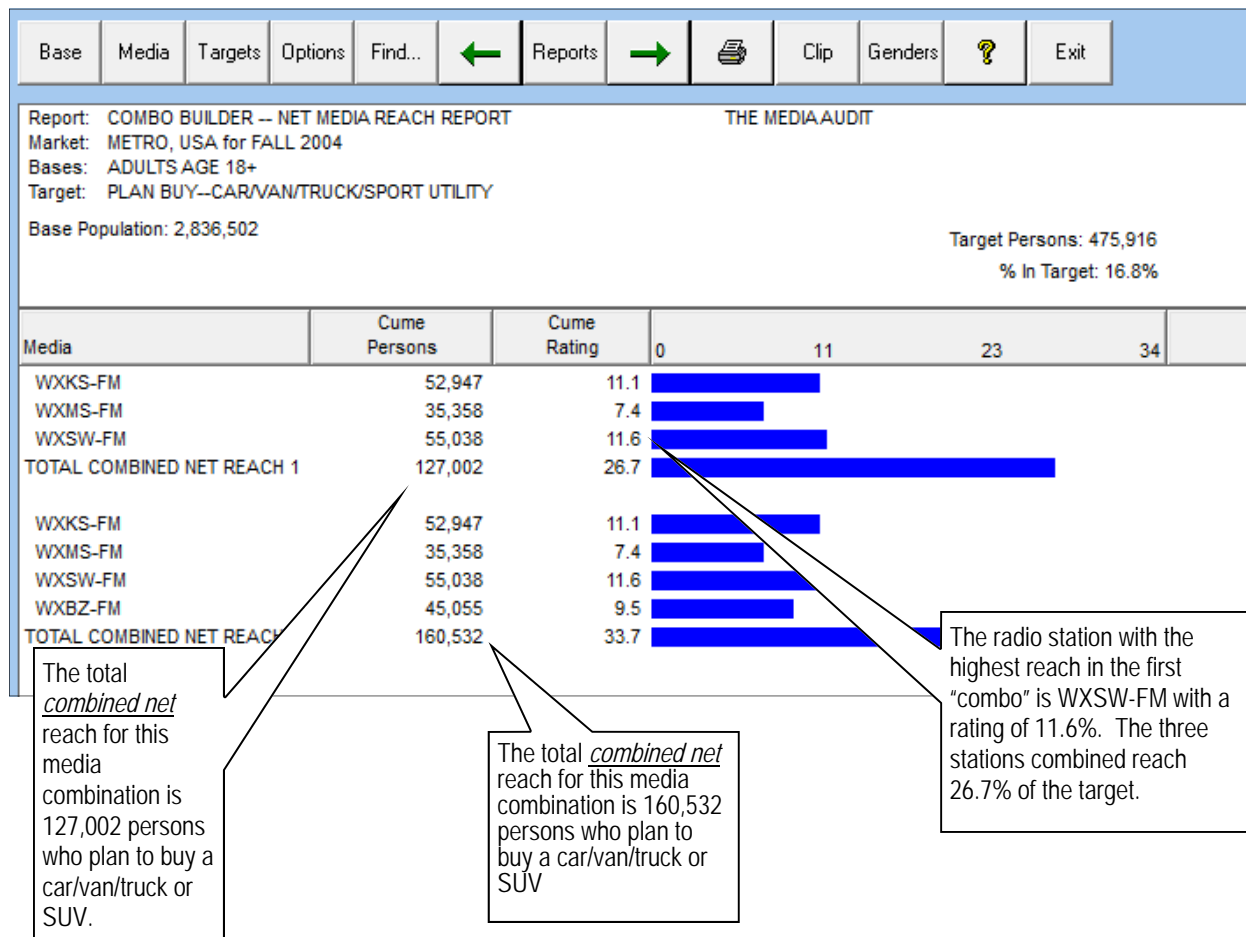 Base Media Targets Options Find... Reports Clip Genders ? Exit
Report: COMBO BUILDER -- NET MEDIA REACH REPORT THE MEDIA AUDIT
Market: METRO, USA for FALL 2004
Bases: ADULTS AGE 18+
Target: PLAN BUY--CAR/VAN/TRUCK/SPORT UTILITY
Base Population: 2,836,502
Target Persons: 475,916
% In Target: 16.8%
Media Cume Persons Cume Rating 0 11 23 34
WXKS-FM 52,947 11.1
WXMS-FM 35,358 7.4
WXSW-FM 55,038 11.6
TOTAL COMBINED NET REACH 1 127,002 26.7
WXKS-FM 52,947 11.1
WXMS-FM 35,358 7.4
WXSW-FM 55,038 11.6
WXBZ-FM 45,055 9.5
TOTAL COMBINED NET REACH 160,532 33.7
The total
combined net
reach for this
media
combination is
127,002 persons
who plan to buy a
car/van/truck or
SUV.
The total combined net
reach for this media
combination is 160,532
persons who plan to
buy a car/van/truck or
SUV
The radio station with the
highest reach in the first
“combo” is WXSW-FM with a
rating of 11.6%. The three
stations combined reach
26.7% of the target.